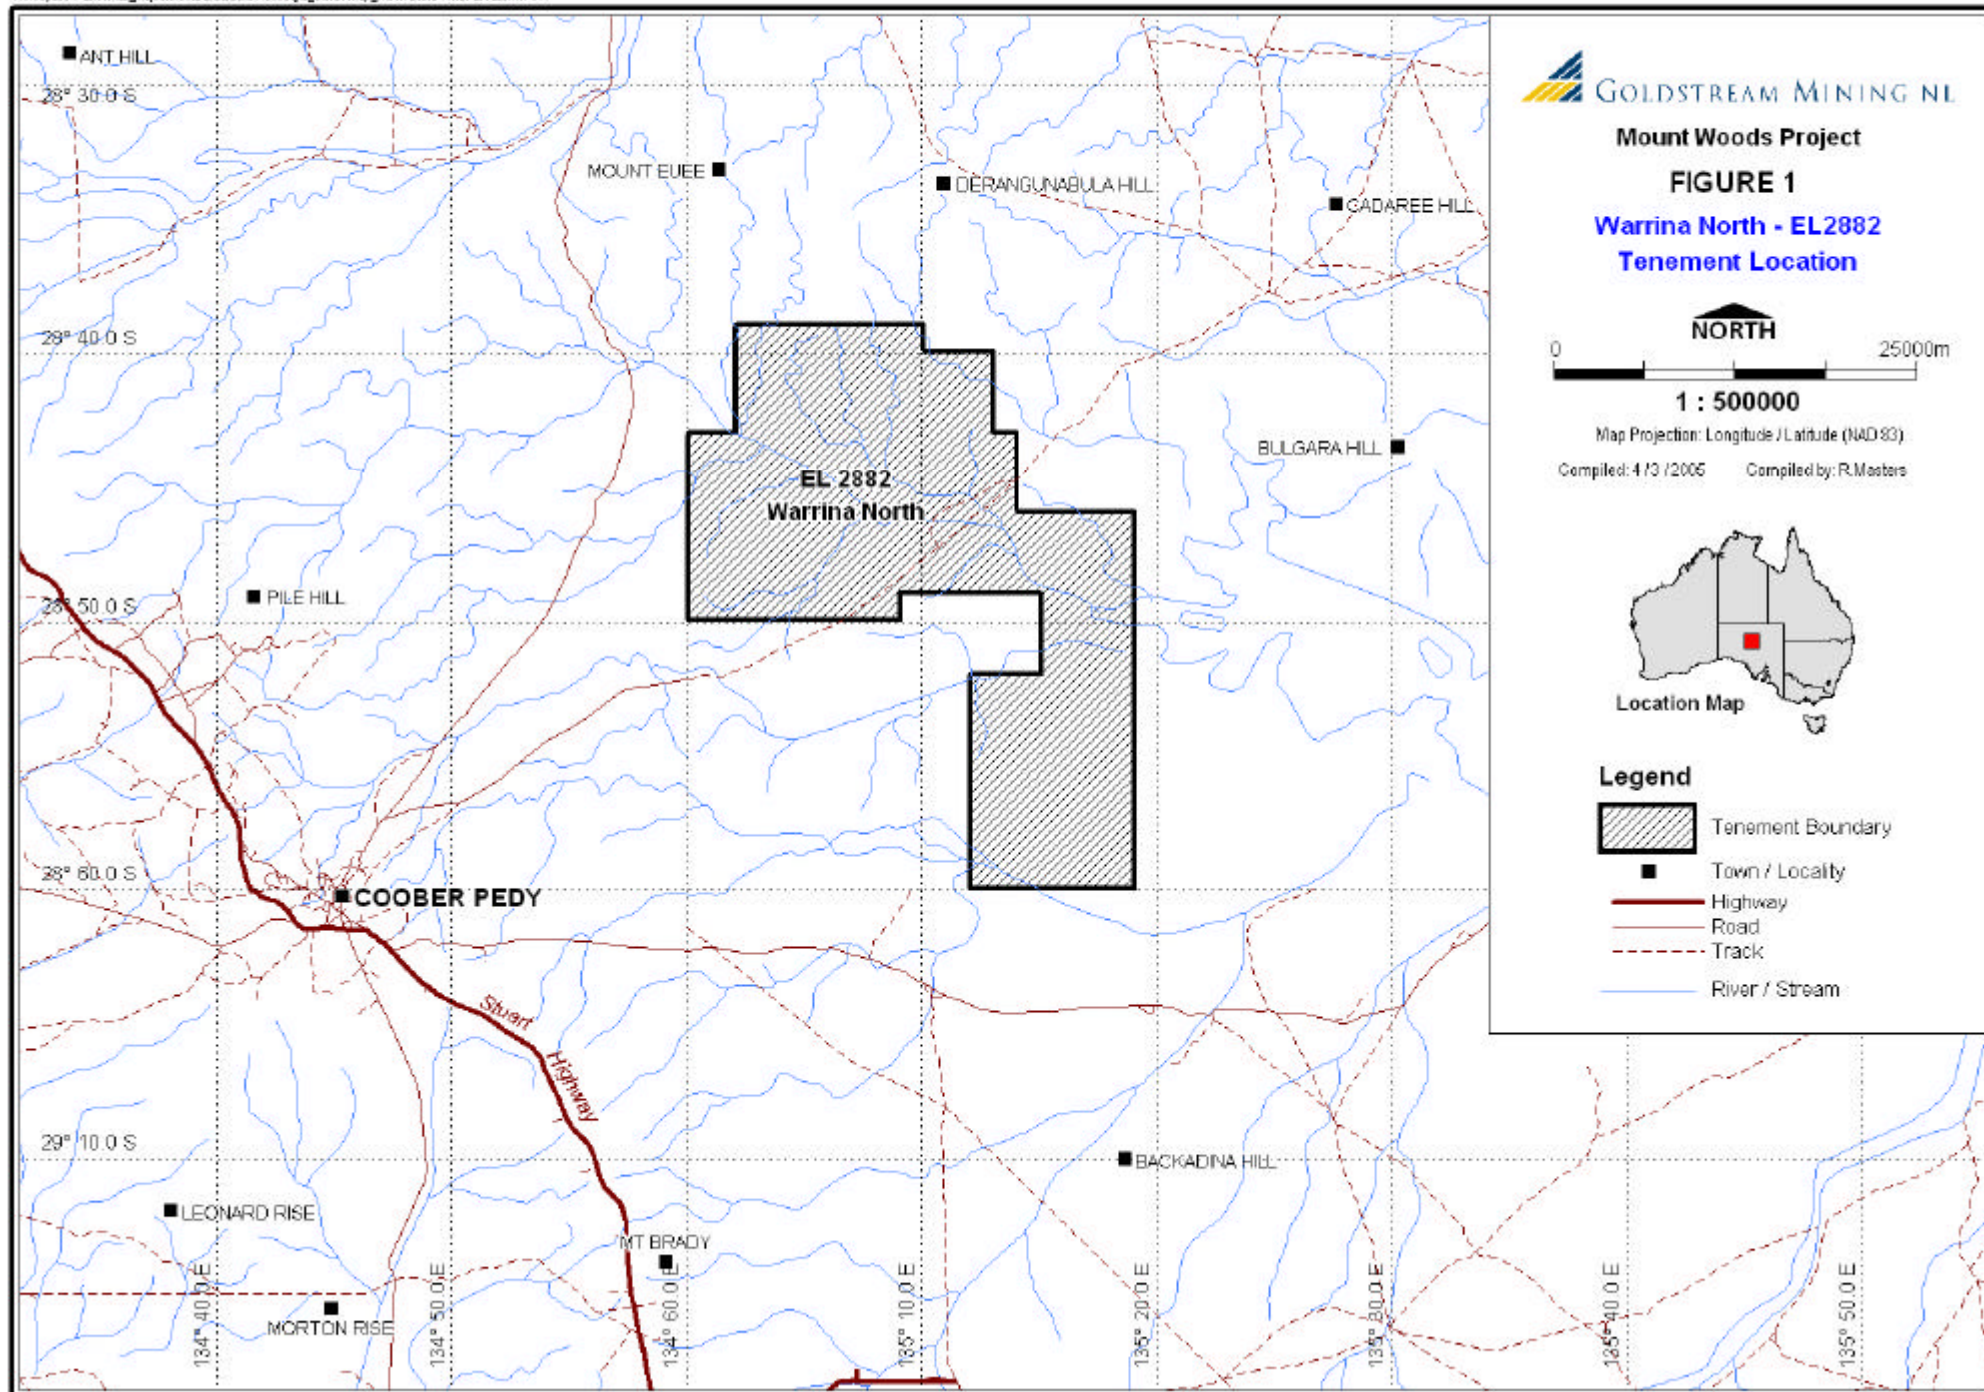 ANT HILL
28° 30.0 S
MOUNT EUEE
DERANGUNABULA HILL
CADAREE HILL
28° 40.0 S
BULGARA HILL
EL 2882
Warrina North
PILE HILL
28° 50.0 S
28° 60.0 S
COOBER PEDY
Stuart
Highway
29° 10.0 S
BACKADINA HILL
LEONARD RISE
MT BRADY
MORTON RISE
134° 40.0 E
134° 50.0 E
134° 60.0 E
135° 10.0 E
135° 20.0 E
135° 30.0 E
135° 40.0 E
135° 50.0 E
GOLDSTREAM MINING NL
Mount Woods Project
FIGURE 1
Warrina North - EL2882
Tenement Location
NORTH
0 25000m
1 : 500000
Map Projection: Longitude / Latitude (NAD 83)
Compiled: 4 /3 / 2005 Compiled by: R.Masters
Location Map
Legend
Tenement Boundary
Town / Locality
Highway
Road
Track
River / Stream